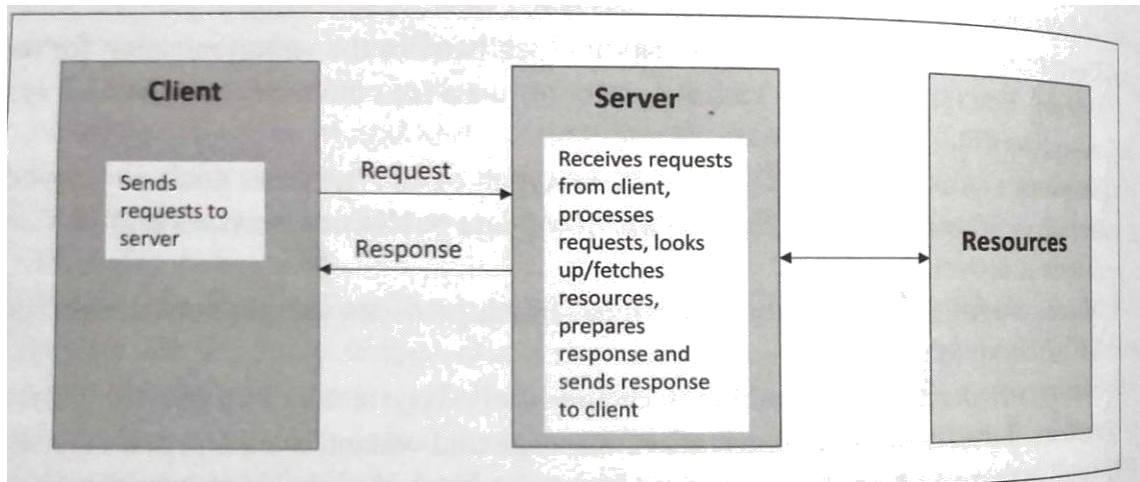 Client
Sends
requests to
server
Request
Response
Server
Receives requests
from client,
processes
requests, looks
up/fetches
resources,
prepares
response and
sends response
to client
Resources